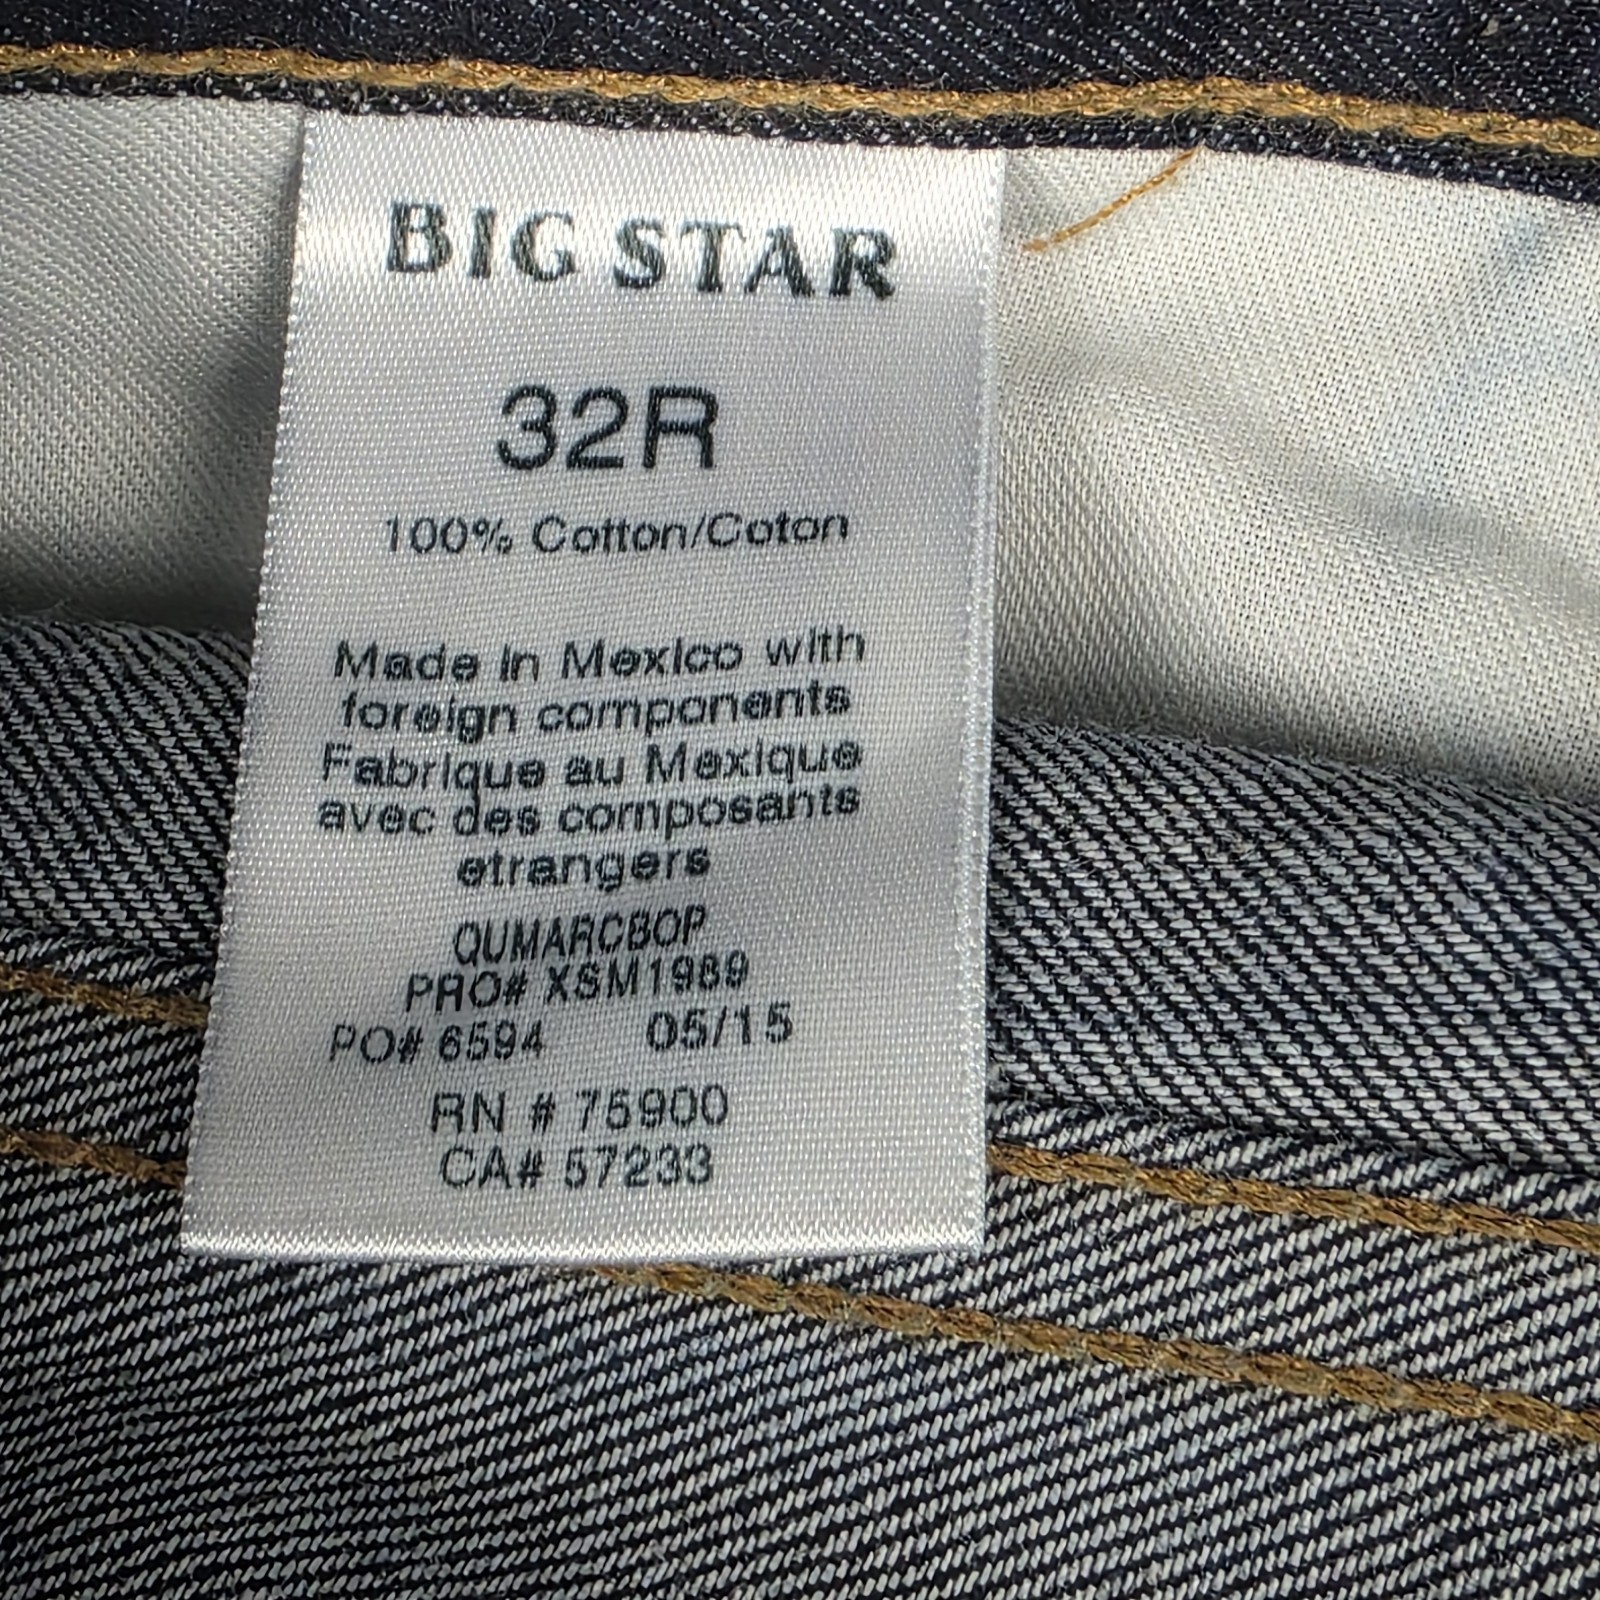 BIG STAR
32R
100% Cotton/Coton
Made in Mexico with
foreign components
Fabrique au Mexique
avec des composants
etrangers
QUMARCBOP
PRO# XSM1989
PO# 6594 05/15
RN # 75900
CA# 57233